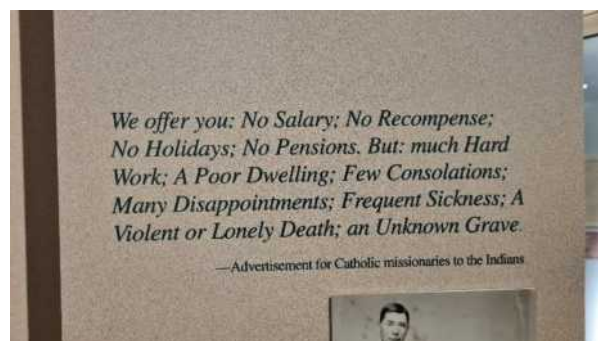 We offer you: No Salary; No Recompense;
No Holidays; No Pensions. But: much Hard
Work; A Poor Dwelling; Few Consolations;
Many Disappointments; Frequent Sickness; A
Violent or Lonely Death; an Unknown Grave.
—Advertisement for Catholic missionaries to the Indians